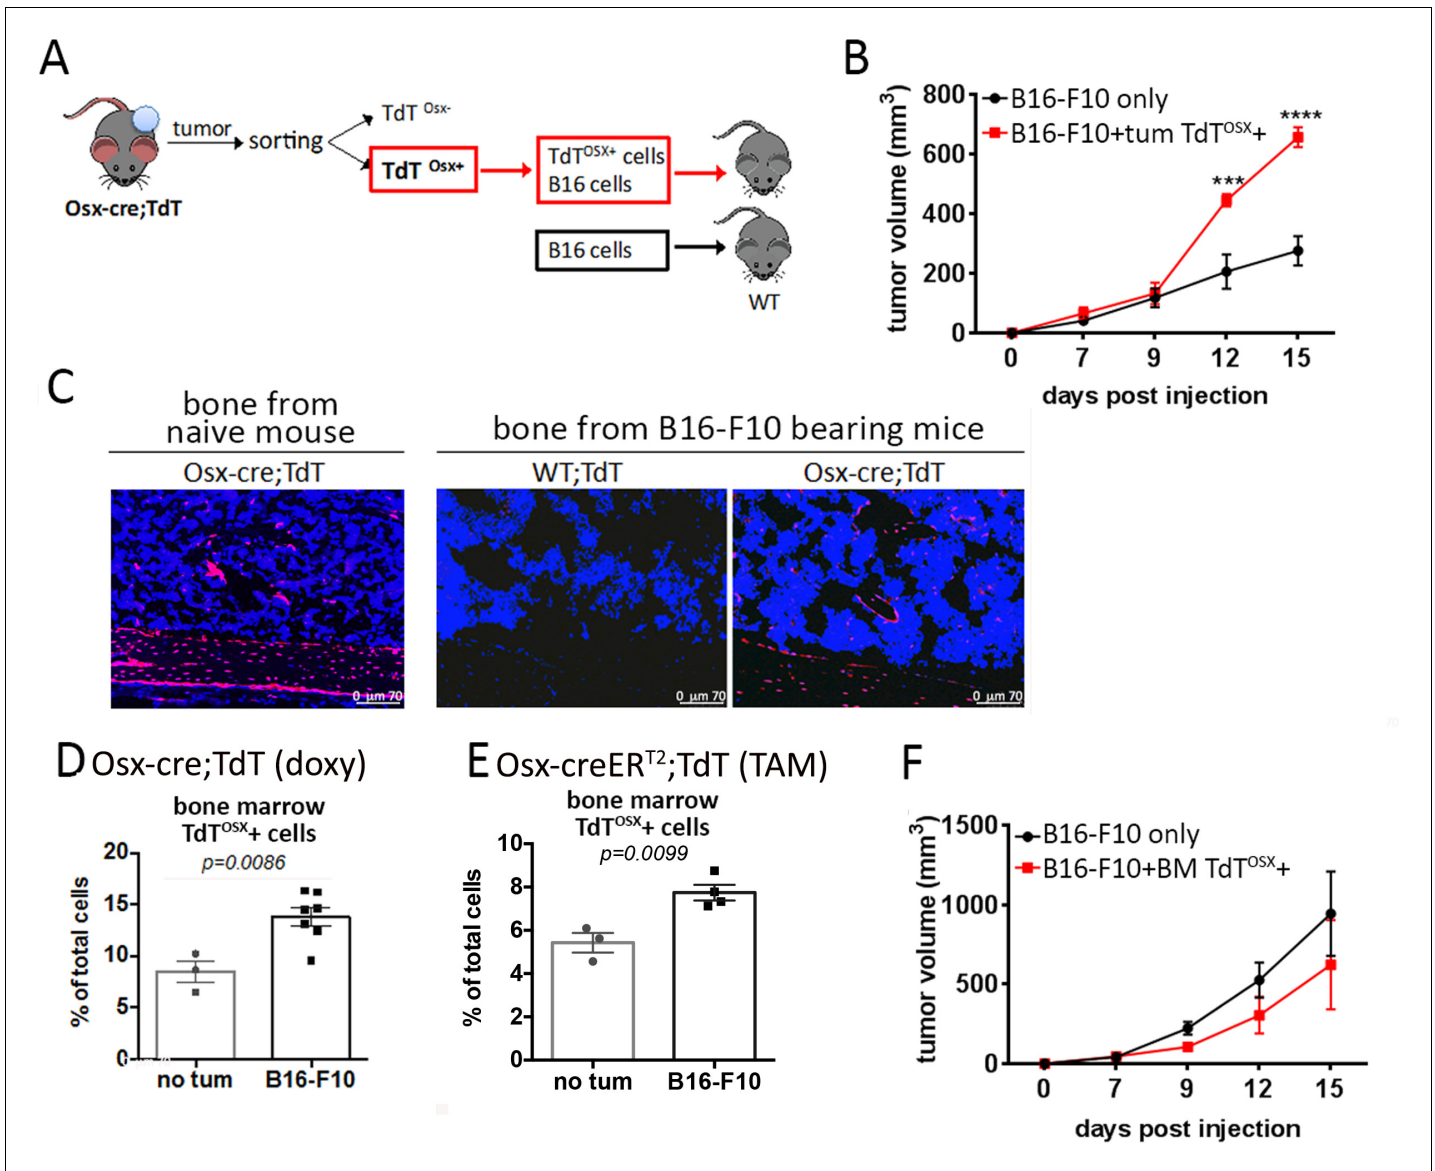 A
tumor
sorting
TdT Osx-
TdT Osx+
TdTOSX+ cells
B16 cells
B16 cells
Osx-cre;TdT
WT
B
B16-F10 only
B16-F10+tum TdTOSX+
tumor volume (mm3)
800
600
400
200
0
***
****
0 7 9 12 15
days post injection
C
bone from
naive mouse
bone from B16-F10 bearing mice
Osx-cre;TdT
WT;TdT
Osx-cre;TdT
0 µm 70
0 µm 70
0 µm 70
70
D Osx-cre;TdT (doxy)
bone marrow
TdTOSX+ cells
p=0.0086
% of total cells
20
15
10
5
0
no tum B16-F10
E Osx-creERT2;TdT (TAM)
bone marrow
TdTOSX+ cells
p=0.0099
% of total cells
10
8
6
4
2
0
no tum B16-F10
F
B16-F10 only
B16-F10+BM TdTOSX+
tumor volume (mm3)
1500
1000
500
0
0 7 9 12 15
days post injection